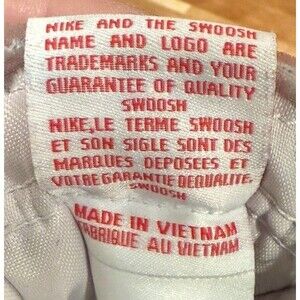 NIKE AND THE SWOOSH
NAME AND LOGO ARE
TRADEMARKS AND YOUR
GUARANTEE OF QUALITY
SWOOSH
NIKE, LE TERME SWOOSH
ET SON SIGLE SONT DES
MARQUES DEPOSEES ET
VOTRE GARANTIE DEQUALITE.
SWOOSH
MADE IN VIETNAM
FABRIQUE AU VIETNAM